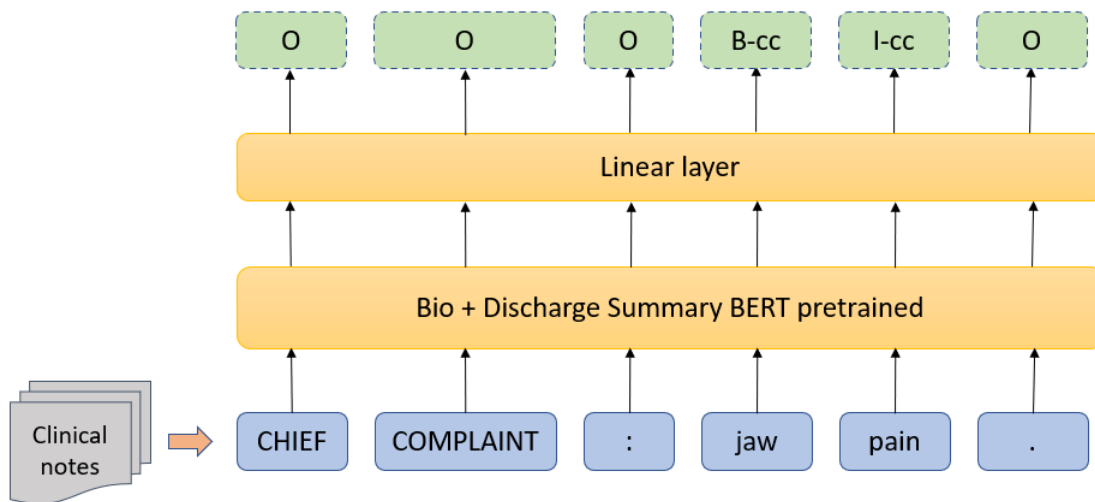 O O O B-cc I-cc O
Linear layer
Bio + Discharge Summary BERT pretrained
Clinical
notes
CHIEF COMPLAINT : jaw pain .